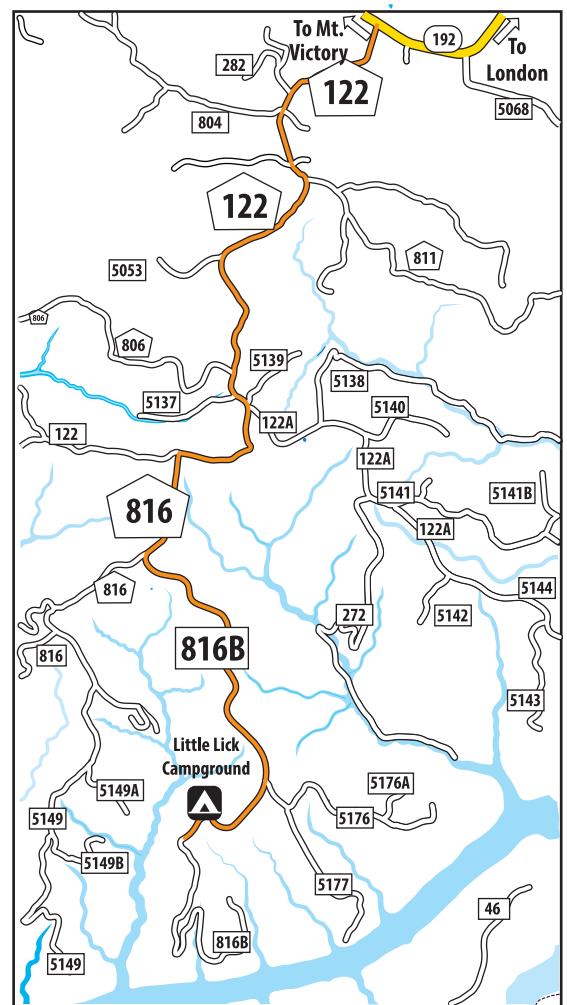 To Mt.
Victory
192
To
London
282
122
5068
804
122
811
5053
806
806
5139
5138
5137
5140
122A
122
122A
5141
5141B
816
122A
5144
816
272
5142
816B
816
5143
Little Lick
Campground
5176A
5149A
5149
5176
5149B
5177
46
816B
5149